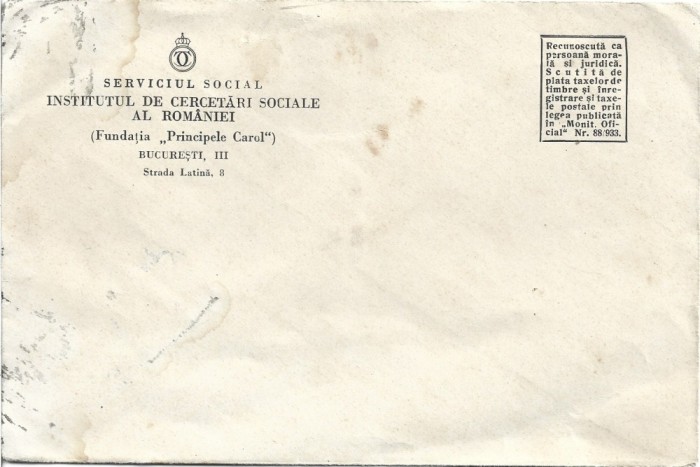 SERVICIUL SOCIAL
INSTITUTUL DE CERCETĂRI SOCIALE
AL ROMÂNIEI
(Fundația „Principele Carol“)
BUCUREȘTI, III
Strada Latină, 8
Recunoscută ca
persoană mora-
lă și juridică.
Scutită de
plata taxelor de
timbre și înre-
gistrare și taxe-
le postale prin
legea publicată
în „Monit. Ofi-
cial“ Nr. 88/933.